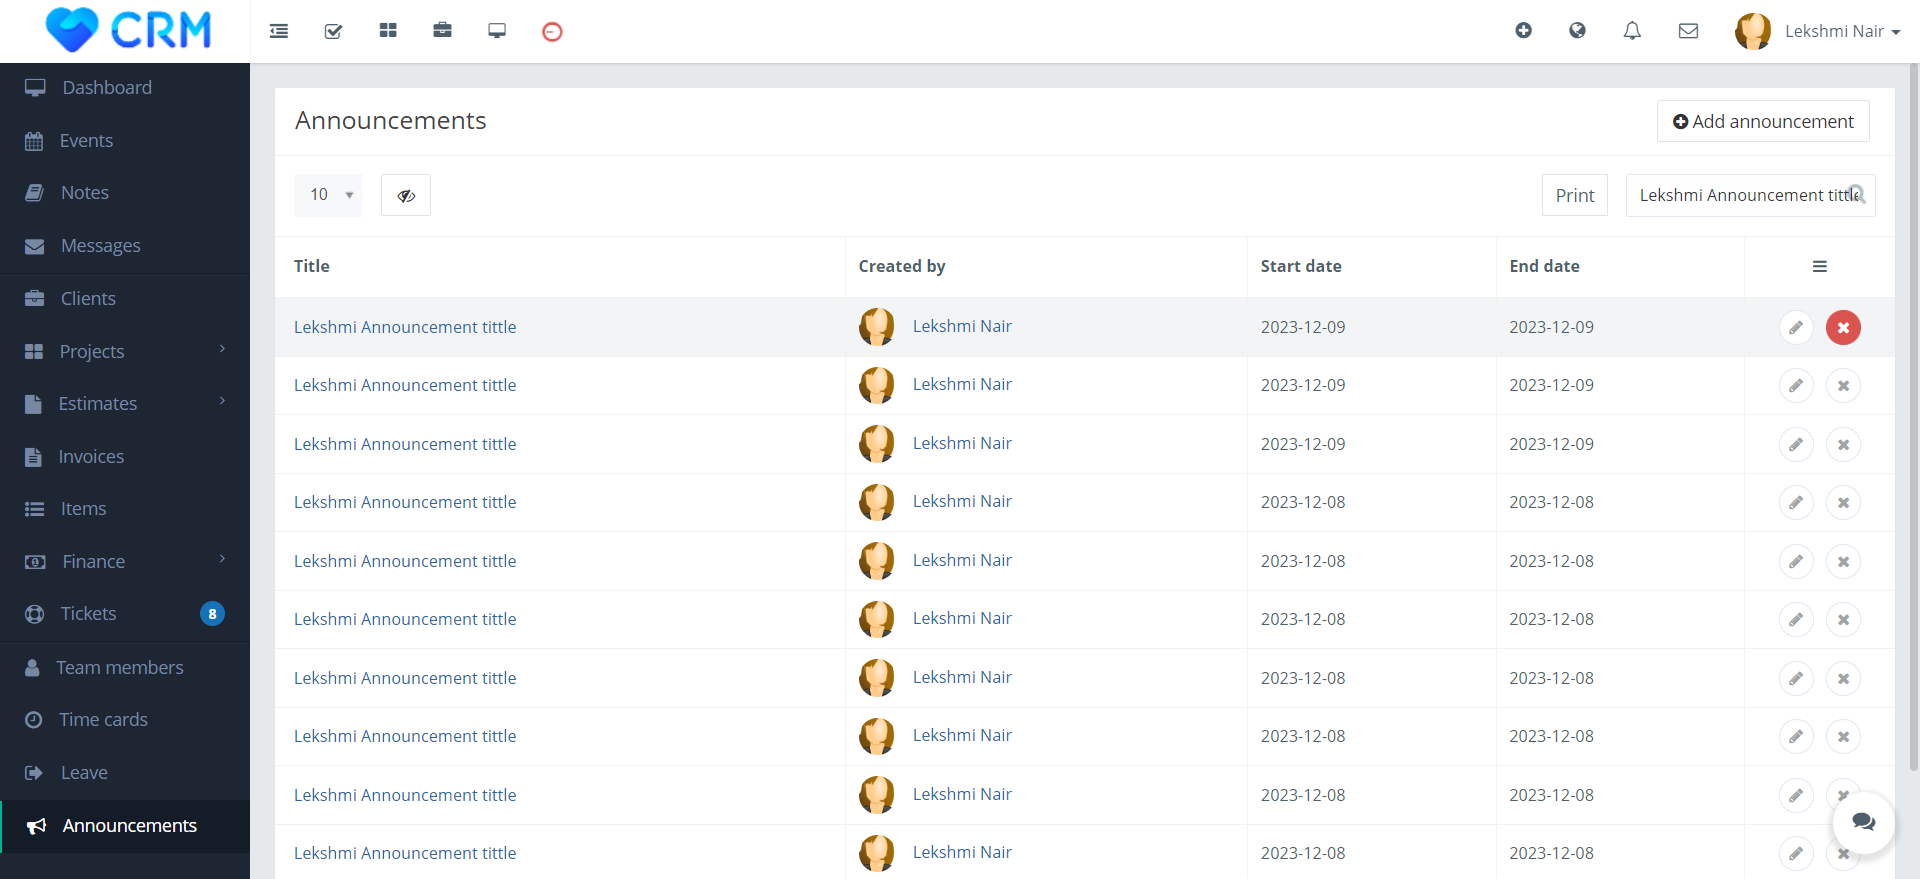 CRM
Lekshmi Nair
Dashboard
Events
Notes
Messages
Clients
Projects
Estimates
Invoices
Items
Finance
Tickets 8
Team members
Time cards
Leave
Announcements
Announcements
Add announcement
10
Print
Lekshmi Announcement tittle
Title Created by Start date End date
Lekshmi Announcement tittle Lekshmi Nair 2023-12-09 2023-12-09
Lekshmi Announcement tittle Lekshmi Nair 2023-12-09 2023-12-09
Lekshmi Announcement tittle Lekshmi Nair 2023-12-09 2023-12-09
Lekshmi Announcement tittle Lekshmi Nair 2023-12-08 2023-12-08
Lekshmi Announcement tittle Lekshmi Nair 2023-12-08 2023-12-08
Lekshmi Announcement tittle Lekshmi Nair 2023-12-08 2023-12-08
Lekshmi Announcement tittle Lekshmi Nair 2023-12-08 2023-12-08
Lekshmi Announcement tittle Lekshmi Nair 2023-12-08 2023-12-08
Lekshmi Announcement tittle Lekshmi Nair 2023-12-08 2023-12-08
Lekshmi Announcement tittle Lekshmi Nair 2023-12-08 2023-12-08